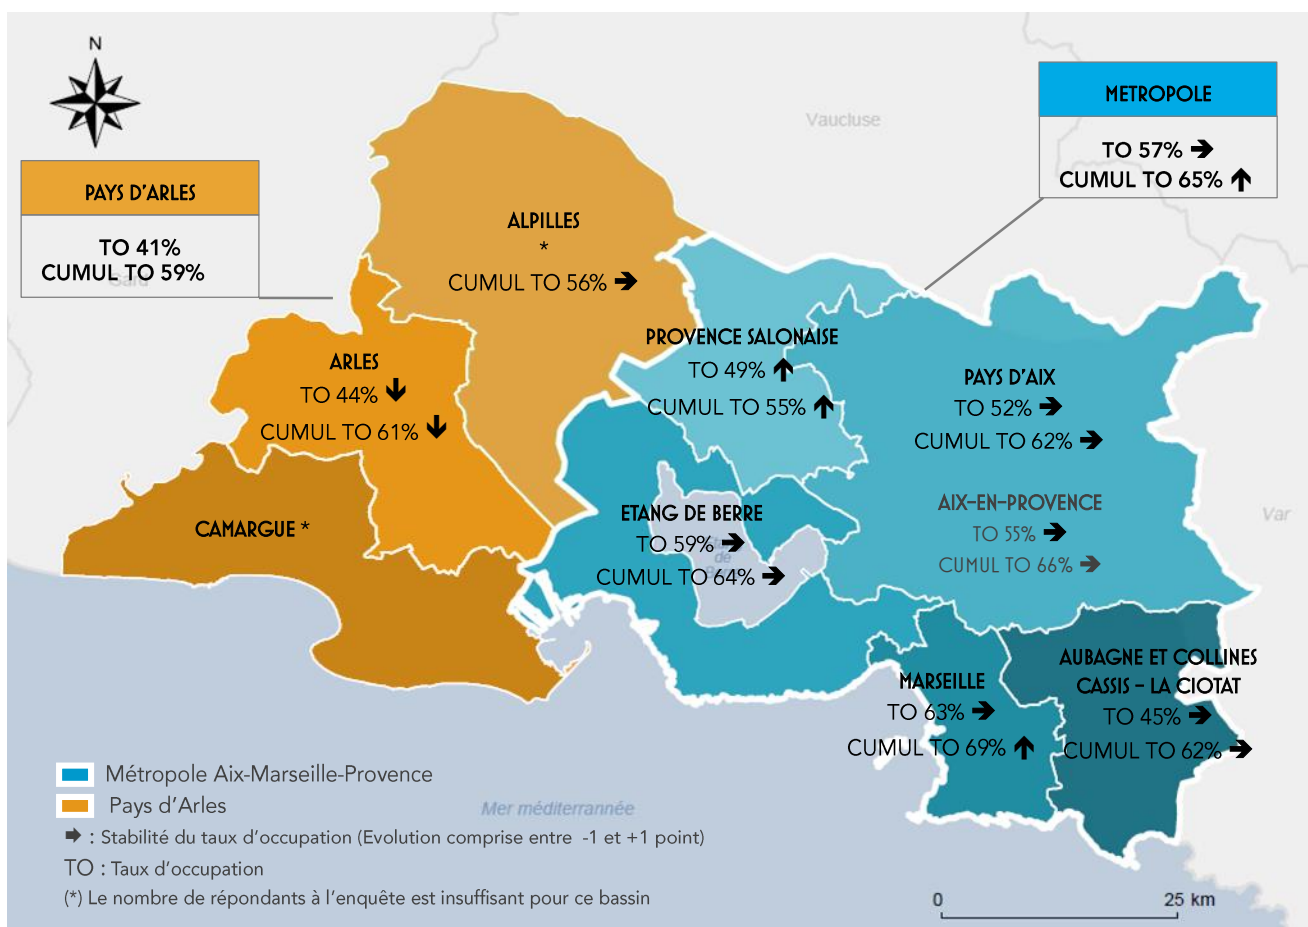 N
Vaucluse
METROPOLE
TO 57%
CUMUL TO 65%
PAYS D'ARLES
TO 41%
CUMUL TO 59%
Gard
ALPILLES
*
CUMUL TO 56%
PROVENCE SALONAISE
TO 49%
CUMUL TO 55%
ARLES
TO 44%
CUMUL TO 61%
PAYS D'AIX
TO 52%
CUMUL TO 62%
AIX-EN-PROVENCE
TO 55%
CUMUL TO 66%
Var
CAMARGUE *
ETANG DE BERRE
TO 59%
de
CUMUL TO 64%
MARSEILLE
TO 63%
CUMUL TO 69%
AUBAGNE ET COLLINES
CASSIS – LA CIOTAT
TO 45%
CUMUL TO 62%
Métropole Aix-Marseille-Provence
Pays d'Arles
Mer méditerrannée
: Stabilité du taux d'occupation (Evolution comprise entre -1 et +1 point)
TO : Taux d'occupation
(*) Le nombre de répondants à l'enquête est insuffisant pour ce bassin
0 25 km